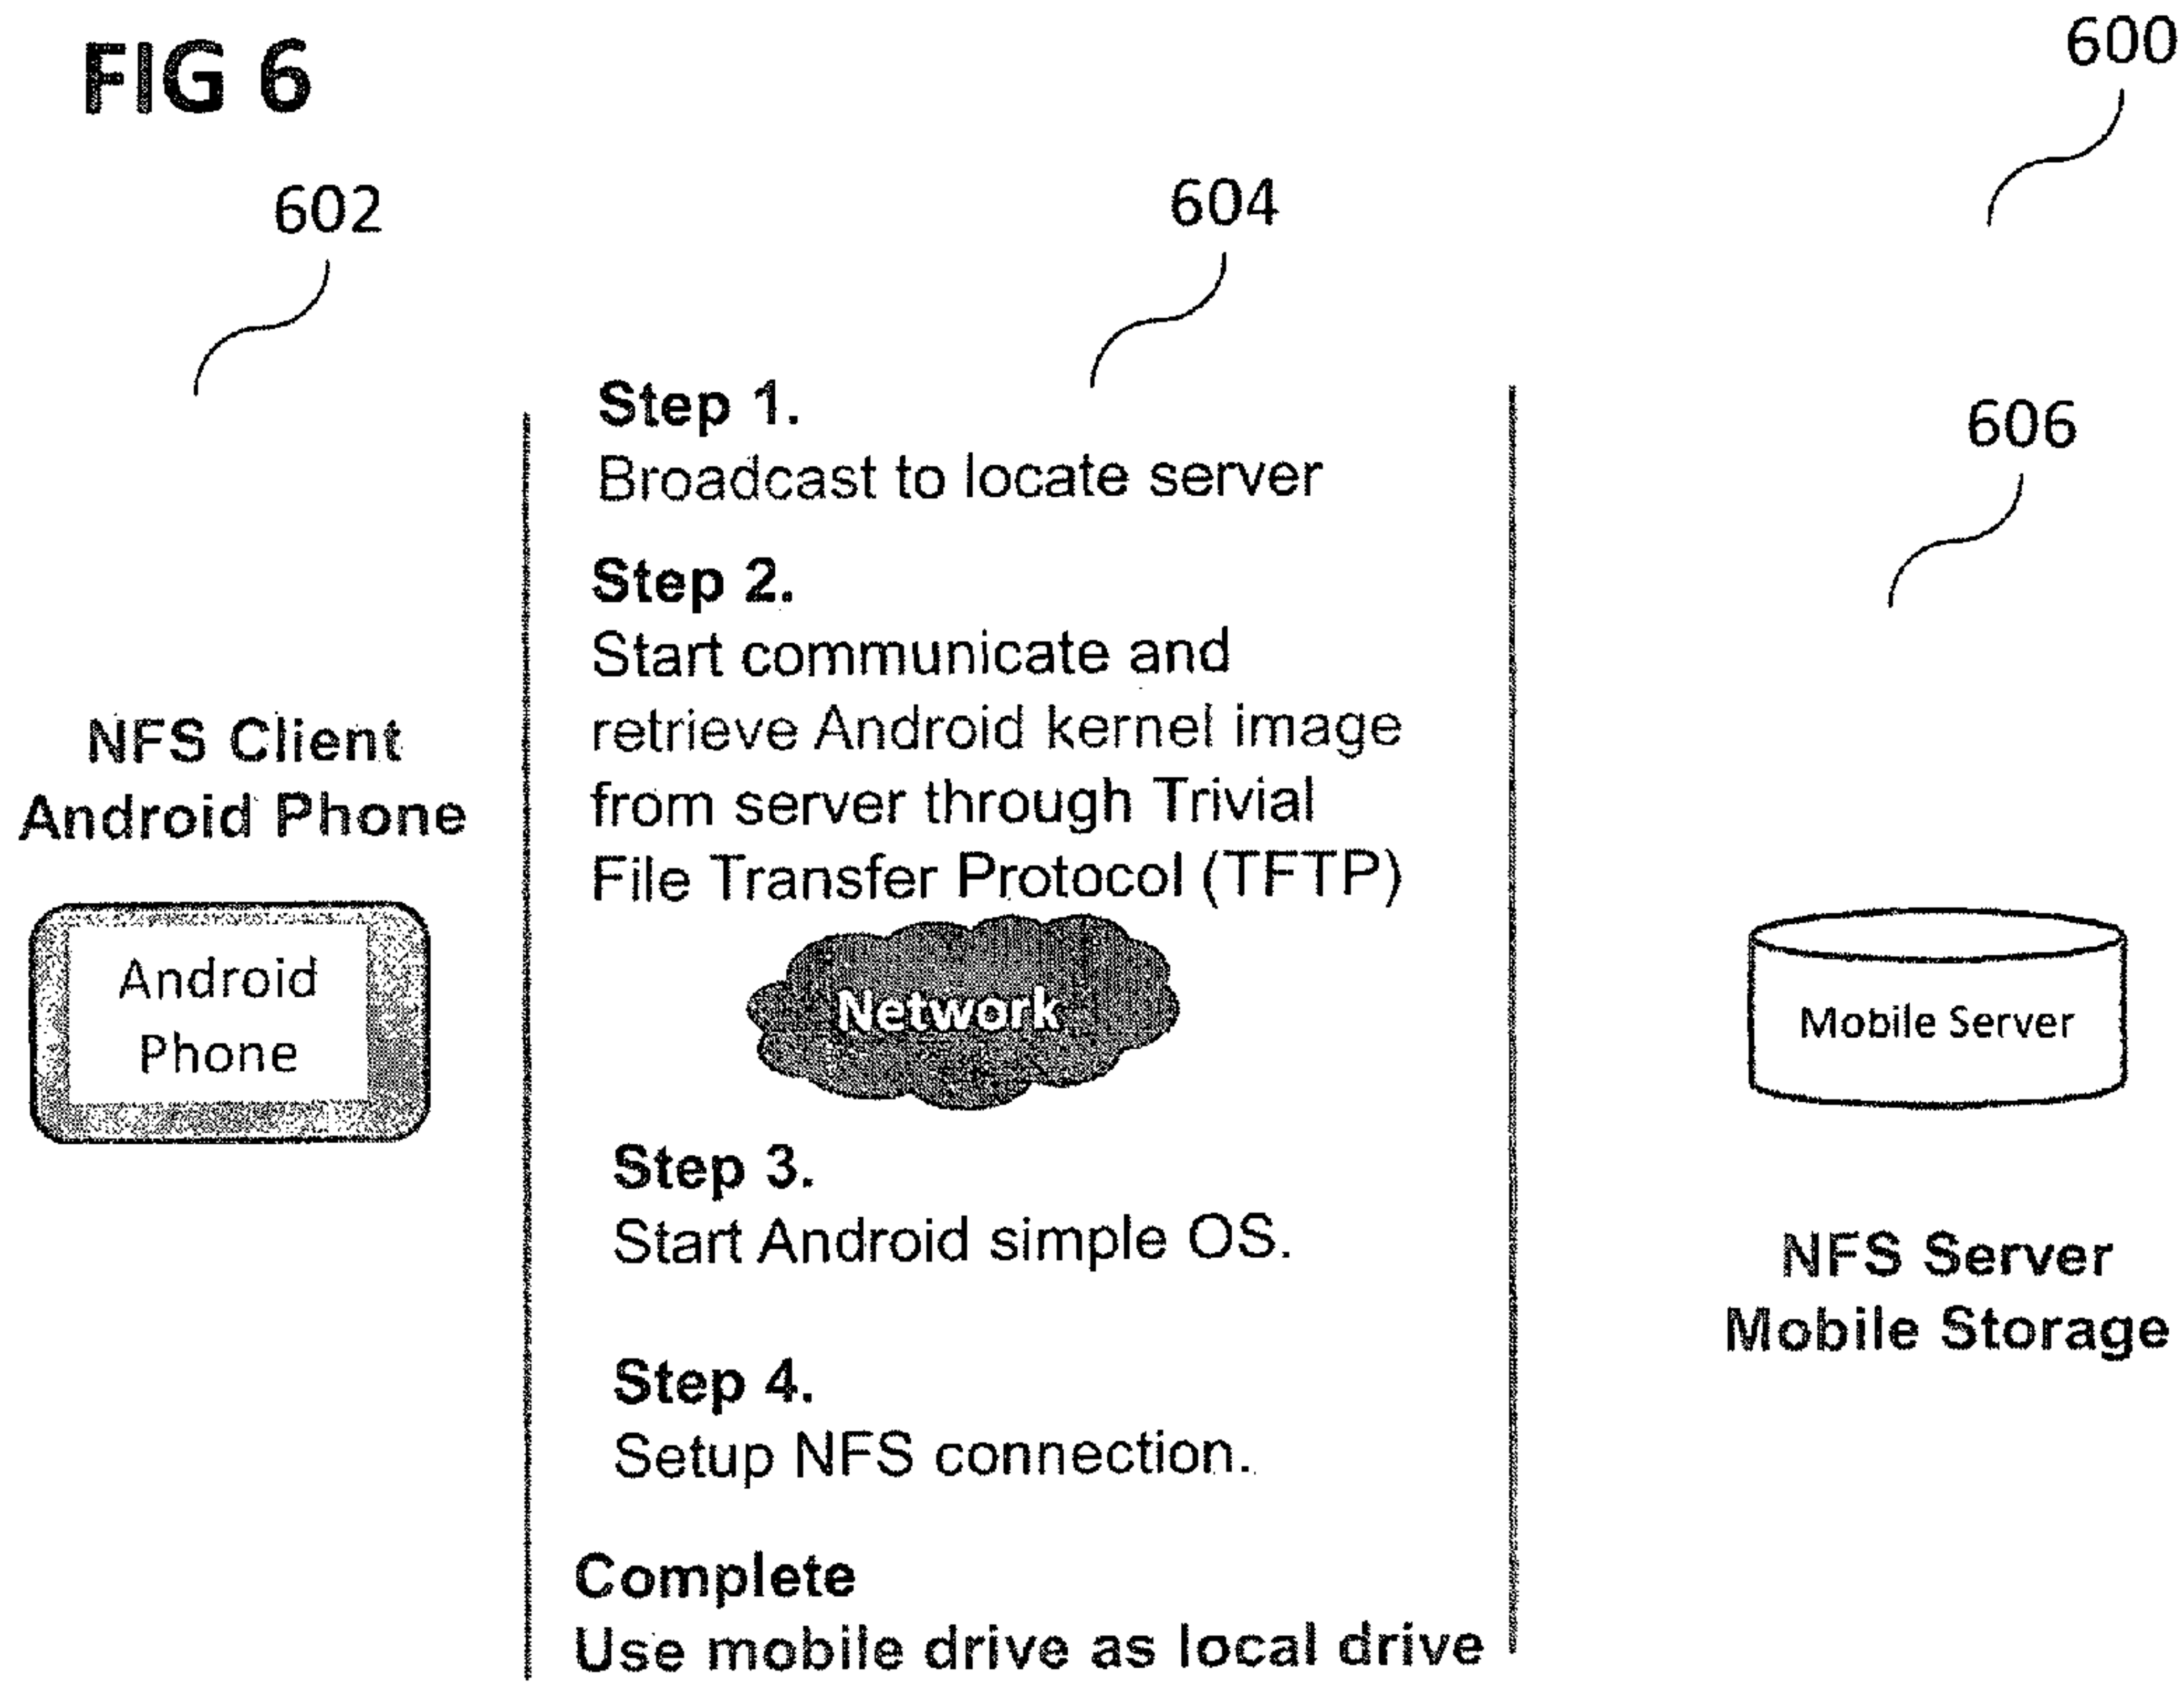 FIG 6
600
602
604
606
Step 1.
Broadcast to locate server
Step 2.
Start communicate and
retrieve Android kernel image
from server through Trivial
File Transfer Protocol (TFTP)
NFS Client
Android Phone
Android
Phone
Network
Mobile Server
Step 3.
Start Android simple OS.
NFS Server
Mobile Storage
Step 4.
Setup NFS connection.
Complete
Use mobile drive as local drive